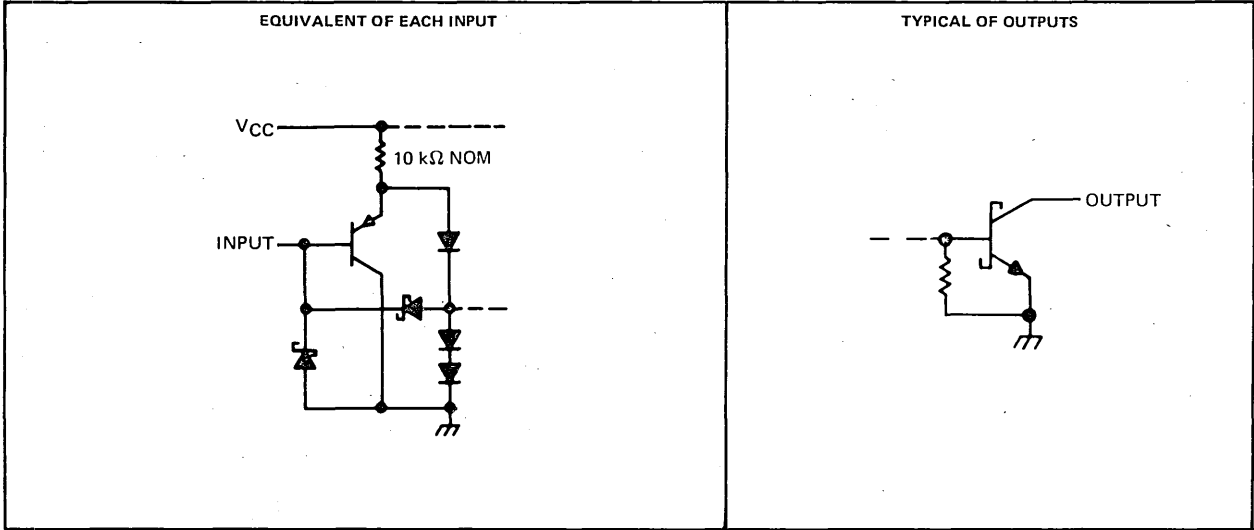 EQUIVALENT OF EACH INPUT
TYPICAL OF OUTPUTS
VCC
10 kΩ NOM
INPUT
OUTPUT